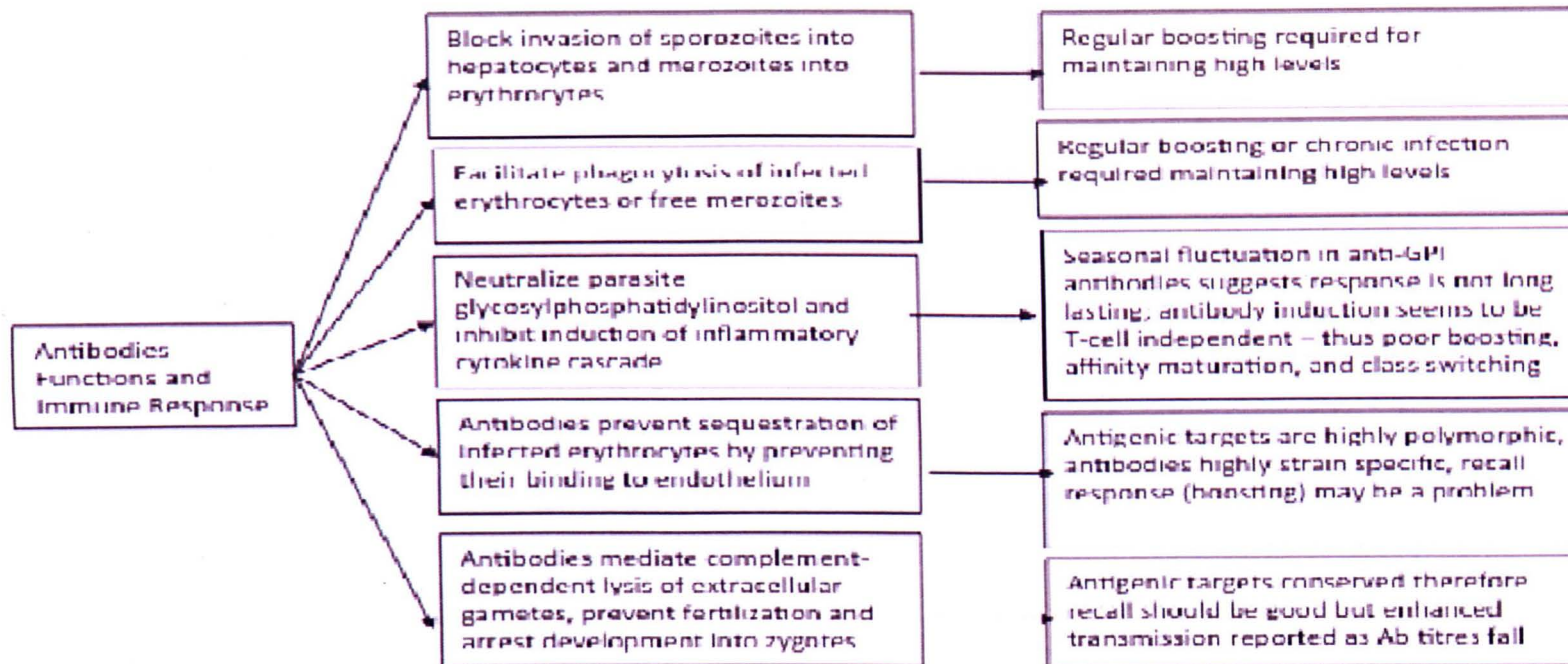 Antibodies
Functions and
Immune Response
Block invasion of sporozoites into
hepatocytes and merozoites into
erythrocytes
Regular boosting required for
maintaining high levels
Facilitate phagocytosis of infected
erythrocytes or free merozoites
Regular boosting or chronic infection
required maintaining high levels
Neutralize parasite
glycosylphosphatidylinositol and
inhibit induction of inflammatory
cytokine cascade
Seasonal fluctuation in anti-GPI
antibodies suggests response is not long
lasting, antibody induction seems to be
T-cell independent – thus poor boosting,
affinity maturation, and class switching
Antibodies prevent sequestration of
infected erythrocytes by preventing
their binding to endothelium
Antigenic targets are highly polymorphic,
antibodies highly strain specific, recall
response (boosting) may be a problem
Antibodies mediate complement-
dependent lysis of extracellular
gametes, prevent fertilization and
arrest development into zygotes
Antigenic targets conserved therefore
recall should be good but enhanced
transmission reported as Ab titres fall